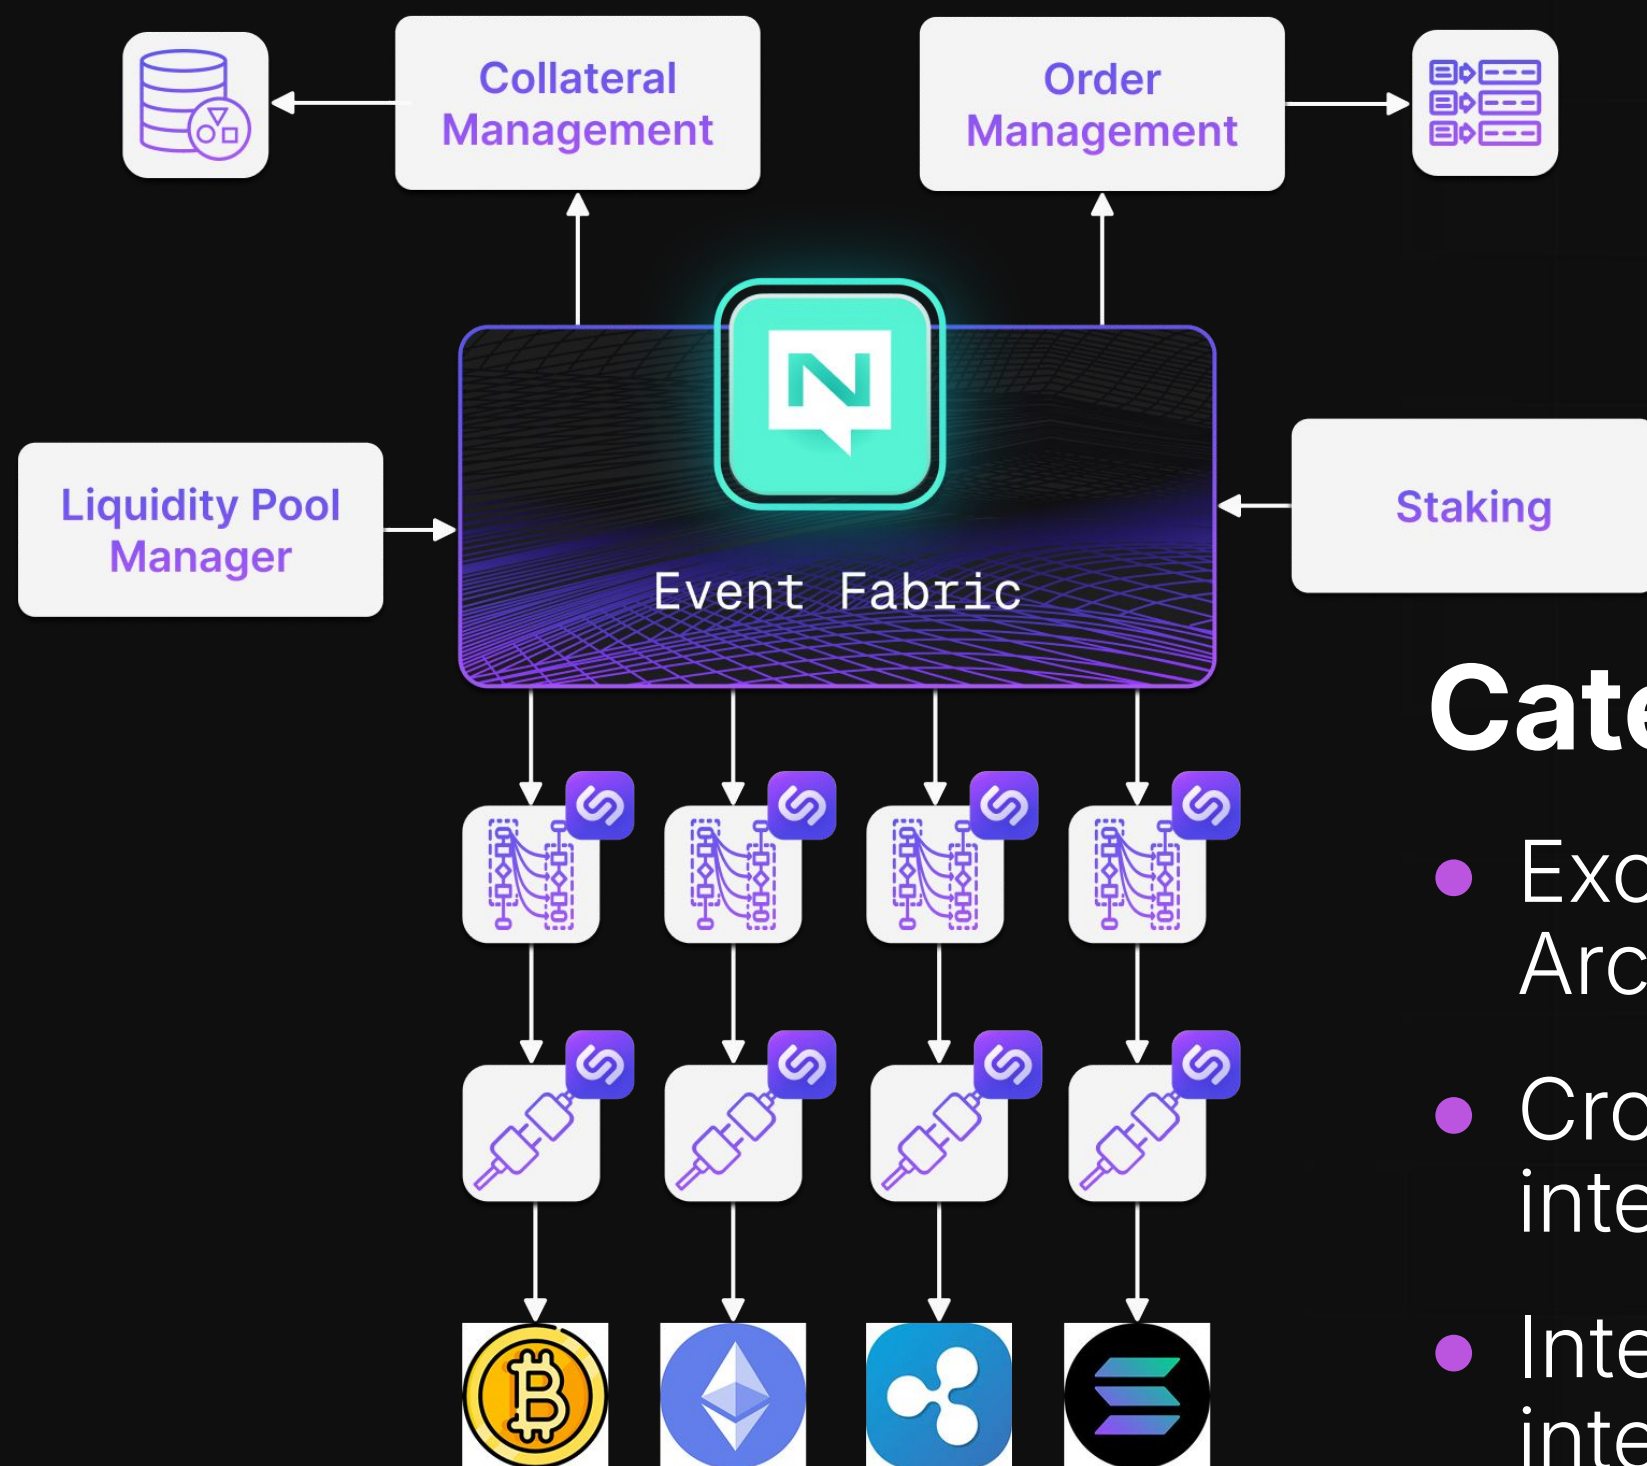 Collateral
Management
Order
Management
Liquidity Pool
Manager
Event Fabric
Staking